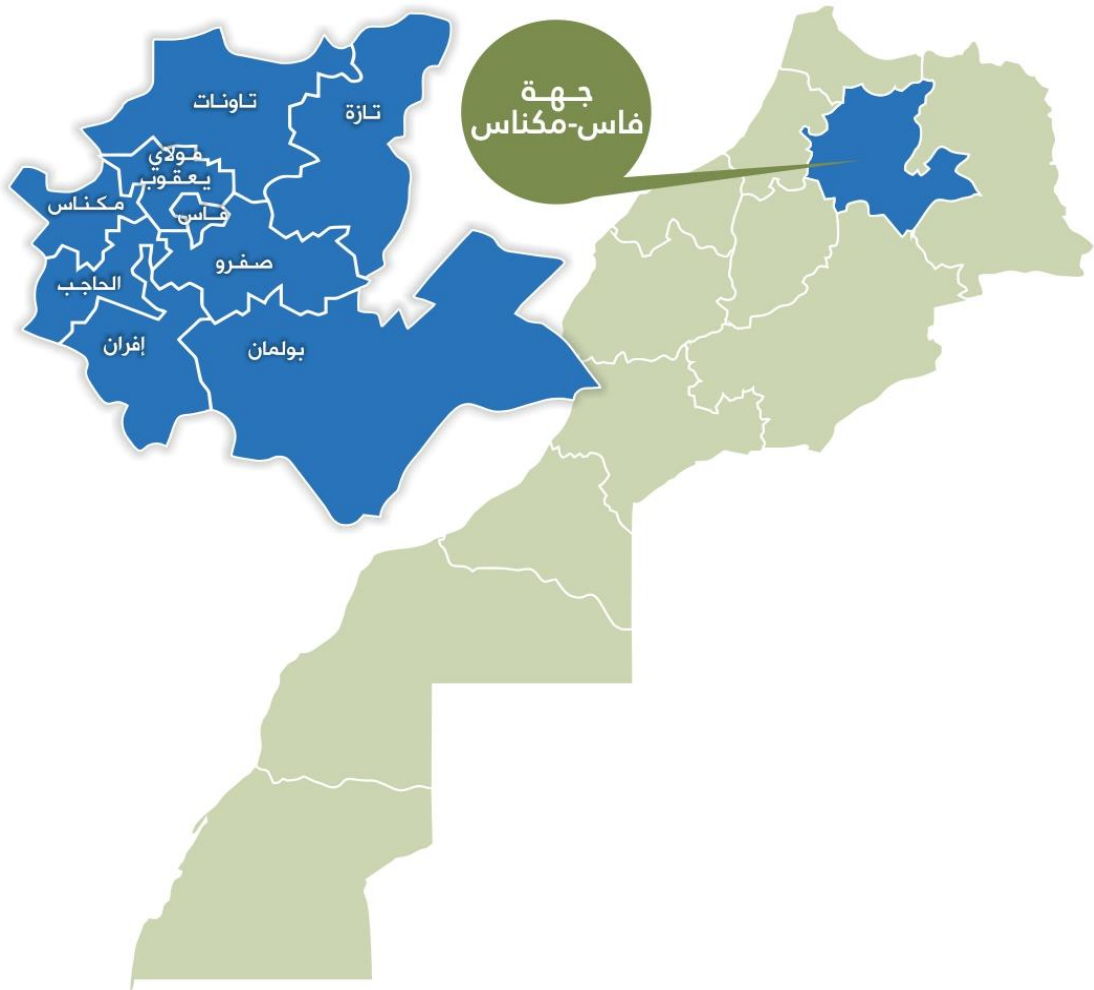 جهة
فاس-مكناس
تازة
تاونات
مولاي
يعقوب
مكناس
فاس
صفرو
الحاجب
إفران
بولمان